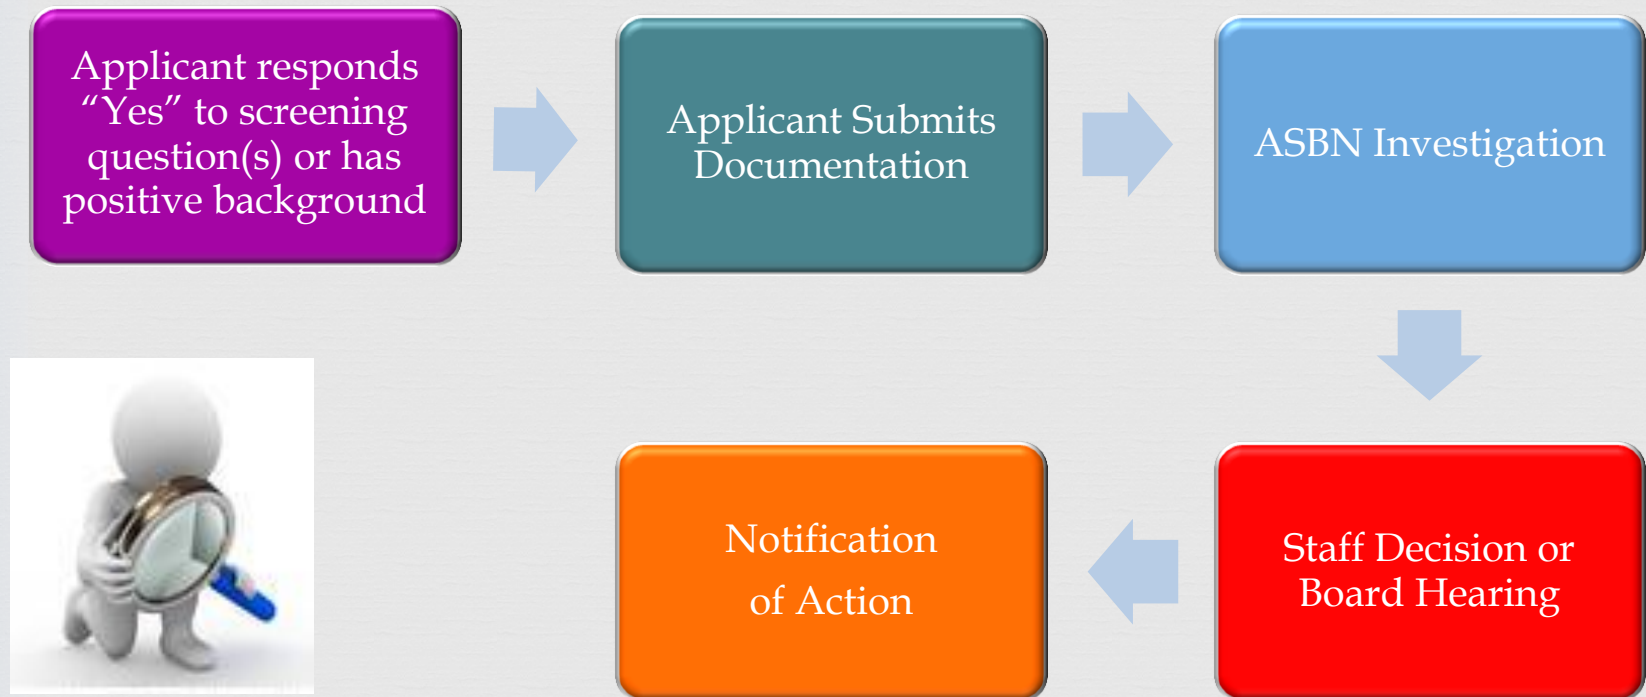 Applicant responds
“Yes” to screening
question(s) or has
positive background
Applicant Submits
Documentation
ASBN Investigation
Staff Decision or
Board Hearing
Notification
of Action